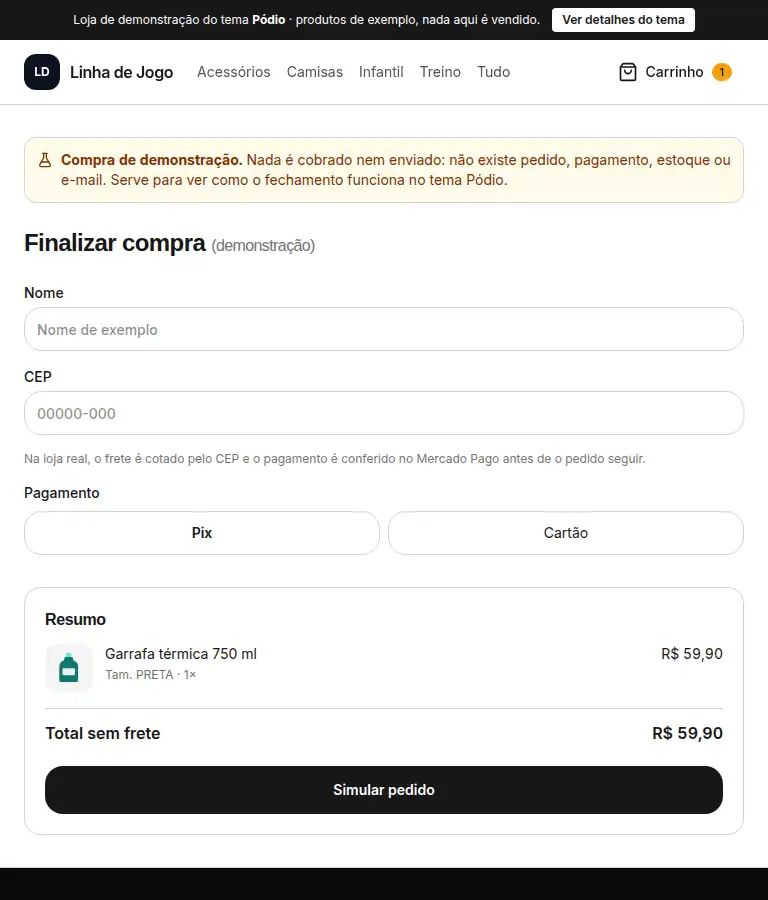 Loja de demonstração do tema Pódio · produtos de exemplo, nada aqui é vendido. Ver detalhes do tema
LD Linha de Jogo Acessórios Camisas Infantil Treino Tudo Carrinho 1
Compra de demonstração. Nada é cobrado nem enviado: não existe pedido, pagamento, estoque ou
e-mail. Serve para ver como o fechamento funciona no tema Pódio.
Finalizar compra (demonstração)
Nome
Nome de exemplo
CEP
00000-000
Na loja real, o frete é cotado pelo CEP e o pagamento é conferido no Mercado Pago antes de o pedido seguir.
Pagamento
Pix Cartão
Resumo
Garrafa térmica 750 ml R$ 59,90
Tam. PRETA · 1×
Total sem frete R$ 59,90
Simular pedido